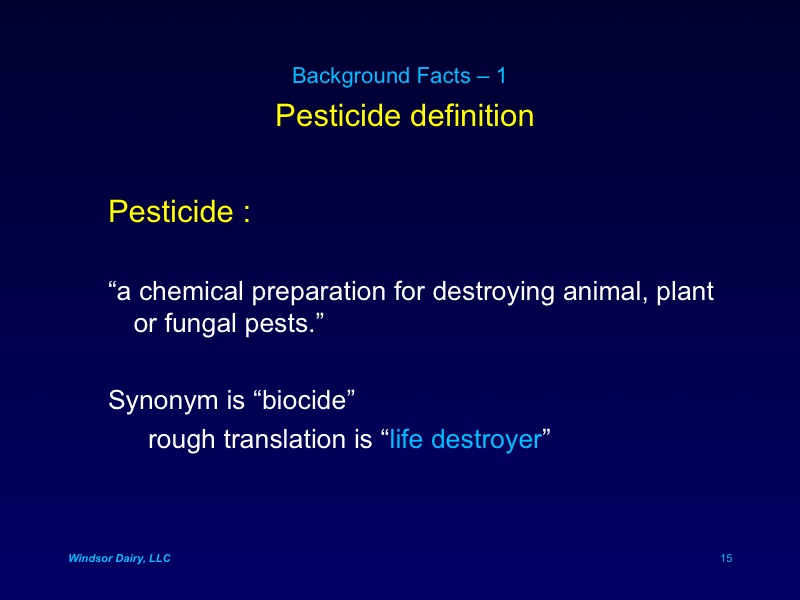 Background Facts – 1
Pesticide definition
Pesticide :
“a chemical preparation for destroying animal, plant
or fungal pests.”
Synonym is “biocide”
rough translation is “life destroyer”
Windsor Dairy, LLC
15